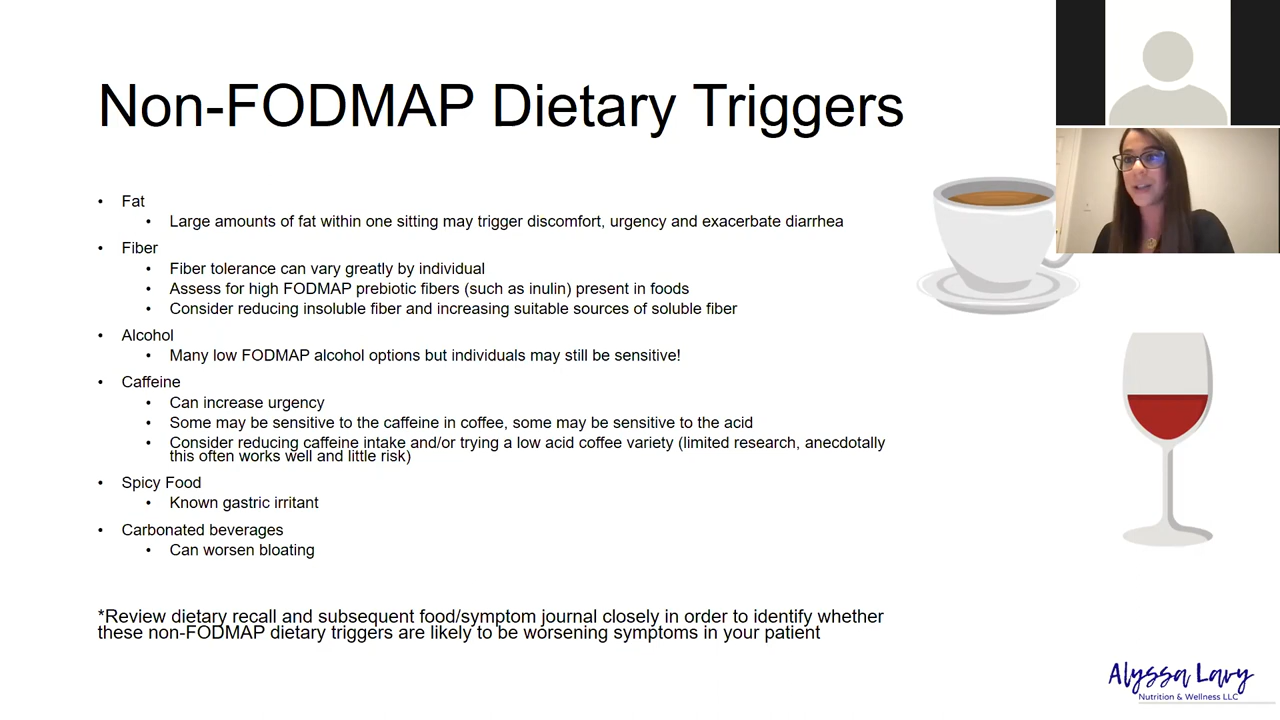 Non-FODMAP Dietary Triggers
• Fat
• Large amounts of fat within one sitting may trigger discomfort, urgency and exacerbate diarrhea
• Fiber
• Fiber tolerance can vary greatly by individual
• Assess for high FODMAP prebiotic fibers (such as inulin) present in foods
• Consider reducing insoluble fiber and increasing suitable sources of soluble fiber
• Alcohol
• Many low FODMAP alcohol options but individuals may still be sensitive!
• Caffeine
• Can increase urgency
• Some may be sensitive to the caffeine in coffee, some may be sensitive to the acid
• Consider reducing caffeine intake and/or trying a low acid coffee variety (limited research, anecdotally
this often works well and little risk)
• Spicy Food
• Known gastric irritant
• Carbonated beverages
• Can worsen bloating
*Review dietary recall and subsequent food/symptom journal closely in order to identify whether
these non-FODMAP dietary triggers are likely to be worsening symptoms in your patient
Alyssa Lavy
Nutrition & Wellness LLC